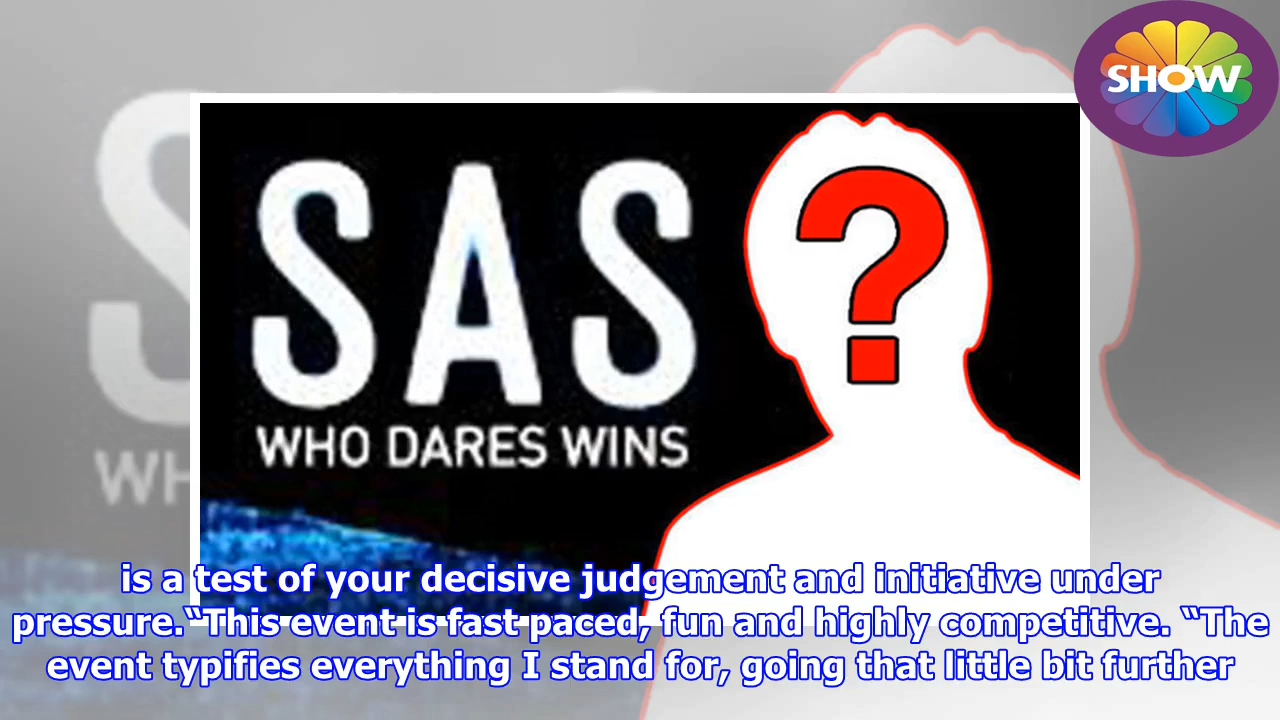 SHOW
SAS
WHO DARES WINS
?
WH
is a test of your decisive judgement and initiative under
pressure.“This event is fast paced, fun and highly competitive. “The
event typifies everything I stand for, going that little bit further